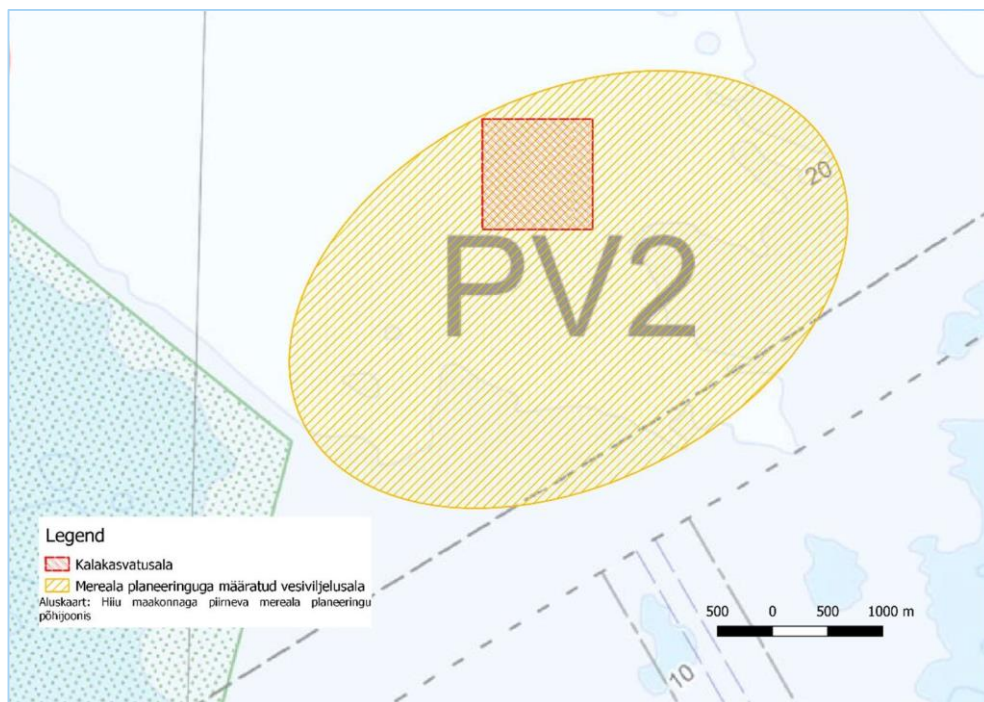 20
PV2
Legend
Kalakasvatusala
Mereala planeeringuga määratud vesiviljelusala
Aluskaart: Hiiu maakonnaga piirneva mereala planeeringu
põhijoonis
500 0 500 1000 m
10